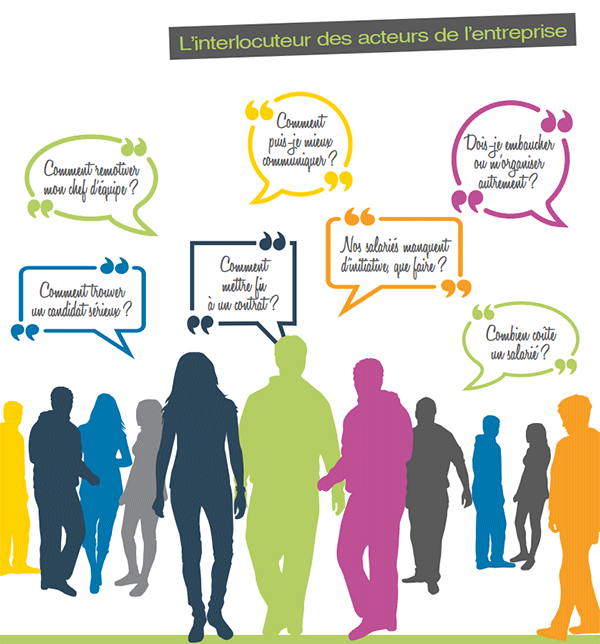 L'interlocuteur des acteurs de l'entreprise
Comment
puis-je mieux
communiquer ?
Dois-je embaucher
ou m'organiser
autrement ?
Comment remotiver
mon chef d'équipe ?
Nos salariés manquent
d'initiative, que faire ?
Comment
mettre fin
à un contrat ?
Comment trouver
un candidat sérieux ?
Combien coûte
un salarié ?